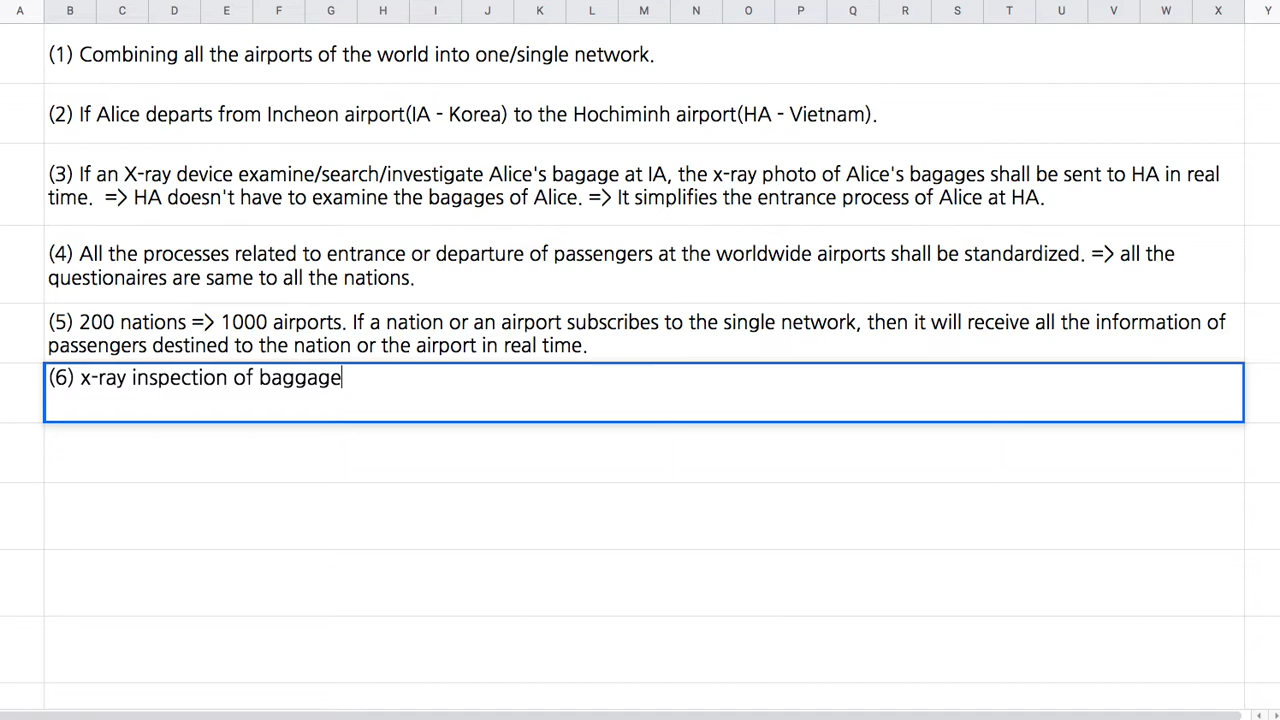 A B C D E F G H I J K L M N O P Q R S T U V W X Y
(1) Combining all the airports of the world into one/single network.
(2) If Alice departs from Incheon airport(IA - Korea) to the Hochiminh airport(HA - Vietnam).
(3) If an X-ray device examine/search/investigate Alice's bagage at IA, the x-ray photo of Alice's bagages shall be sent to HA in real
time.  => HA doesn't have to examine the bagages of Alice. => It simplifies the entrance process of Alice at HA.
(4) All the processes related to entrance or departure of passengers at the worldwide airports shall be standardized. => all the
questionaires are same to all the nations.
(5) 200 nations => 1000 airports. If a nation or an airport subscribes to the single network, then it will receive all the information of
passengers destined to the nation or the airport in real time.
(6) x-ray inspection of baggage